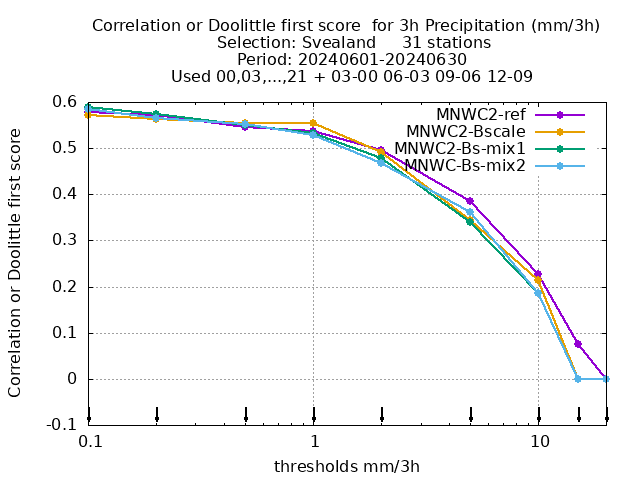 Correlation or Doolittle first score  for 3h Precipitation (mm/3h)
Selection: Svealand     31 stations
Period: 20240601-20240630
Used 00,03,...,21 + 03-00 06-03 09-06 12-09
Correlation or Doolittle first score
0.6
0.5
0.4
0.3
0.2
0.1
0
-0.1
MNWC2-ref
MNWC2-Bscale
MNWC2-Bs-mix1
MNWC-Bs-mix2
0.1
1
10
thresholds mm/3h